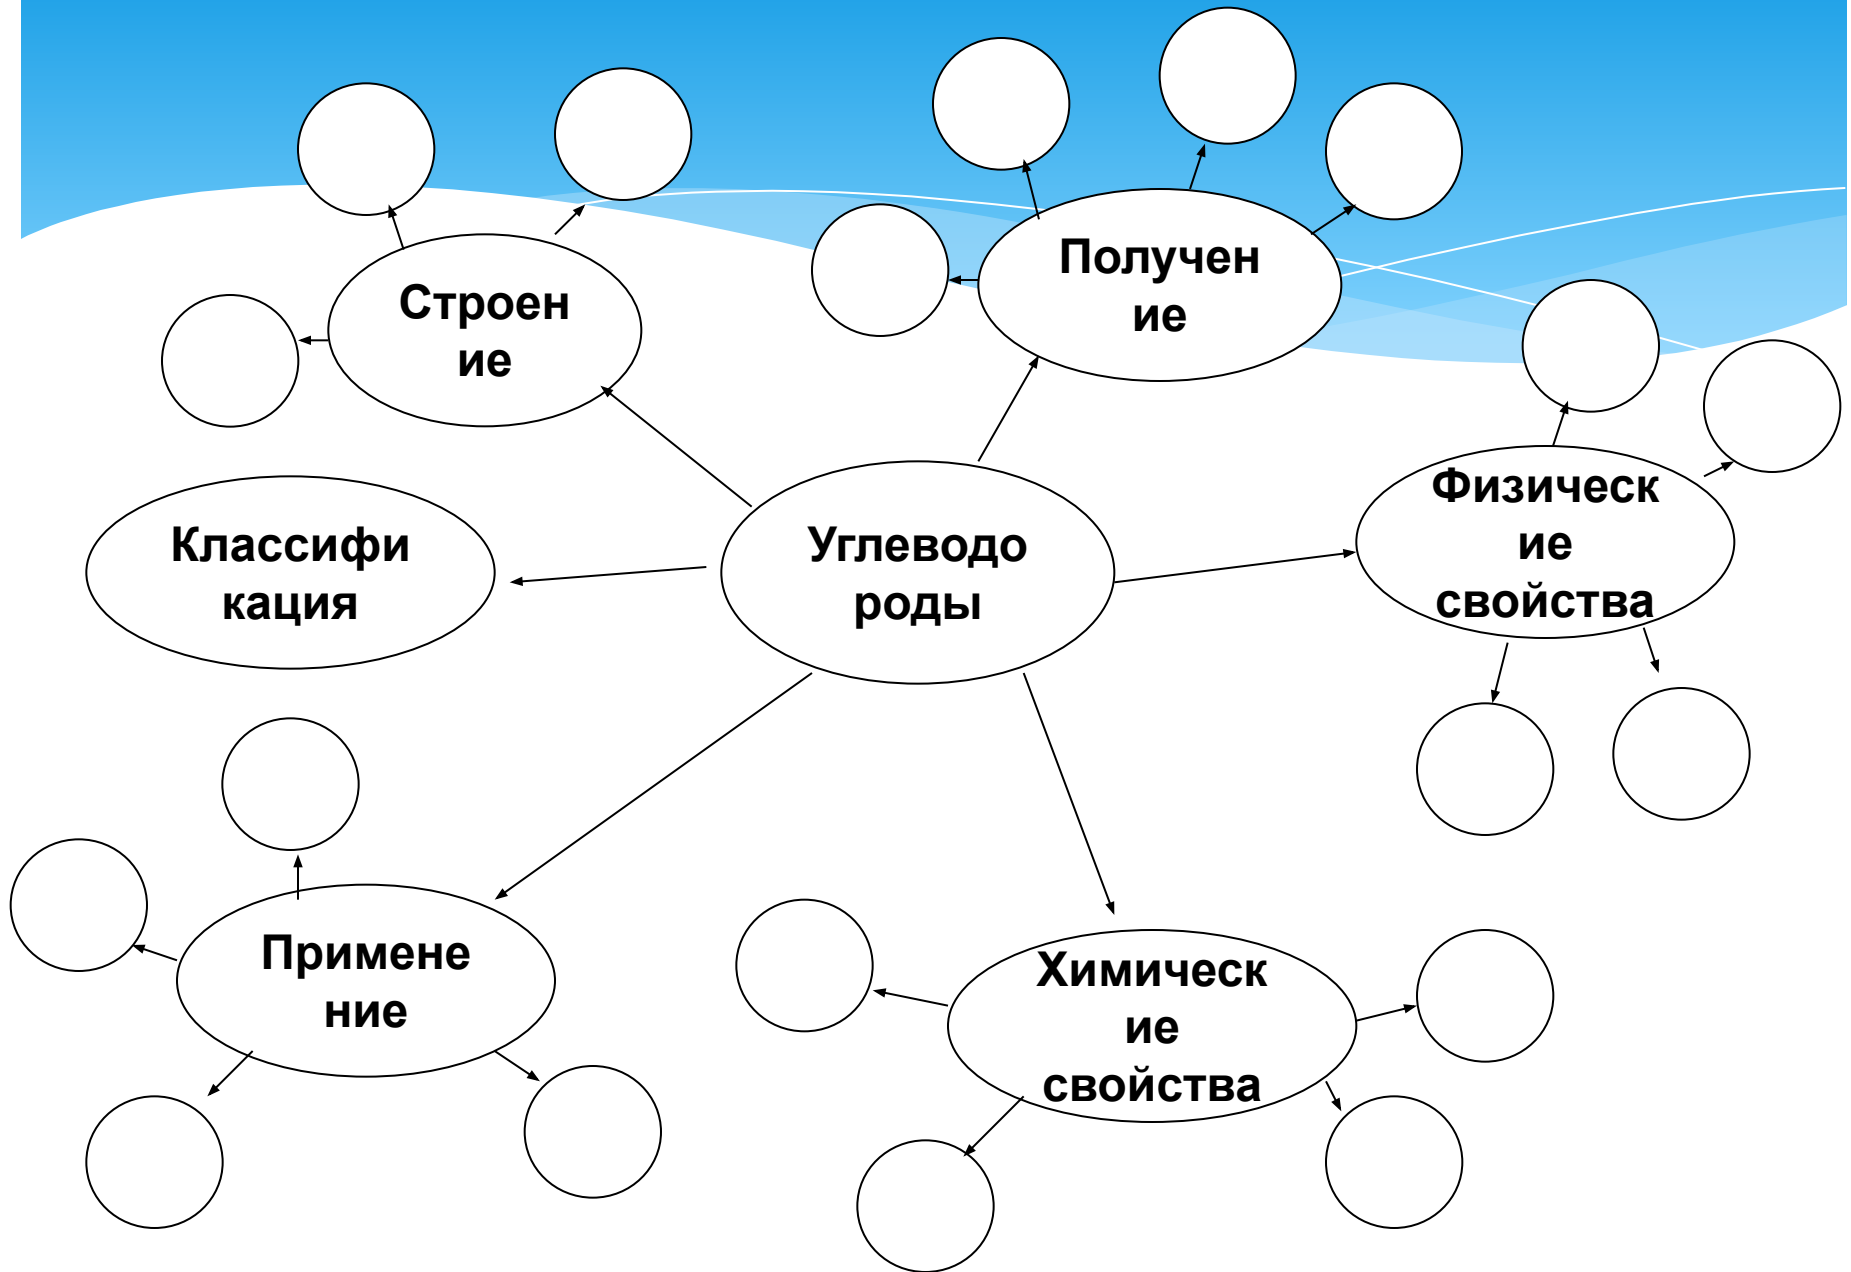 Получен
ие
Строен
ие
Физическ
ие
свойства
Классифи
кация
Углеводо
роды
Примене
ние
Химическ
ие
свойства